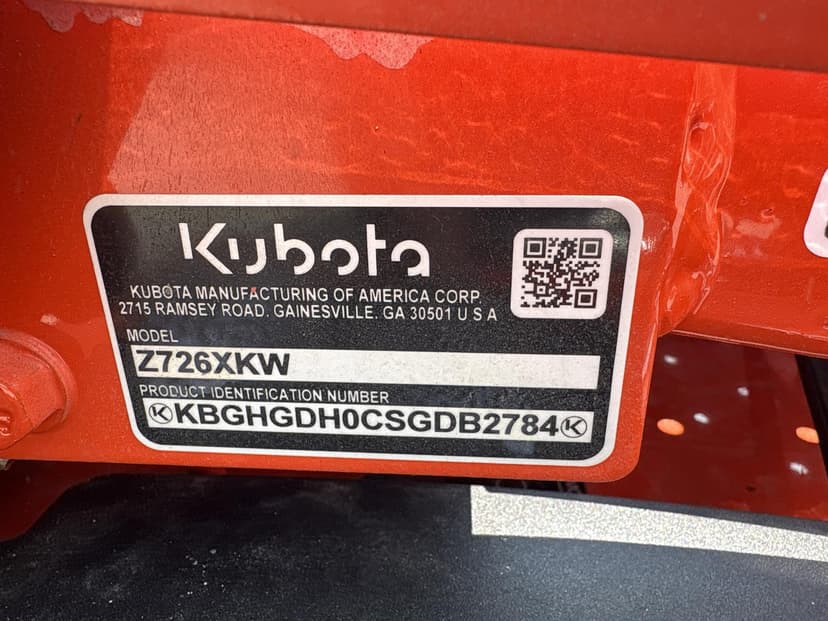 Kubota
KUBOTA MANUFACTURING OF AMERICA CORP.
2715 RAMSEY ROAD. GAINESVILLE. GA 30501 U S A
MODEL
Z726XKW
PRODUCT IDENTIFICATION NUMBER
KBGHGDH0CSGDB2784